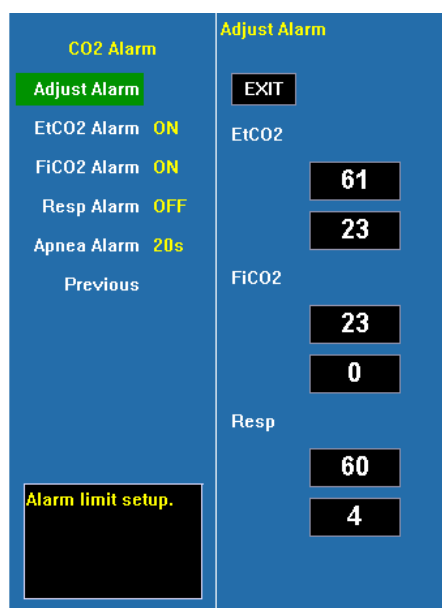 CO2 Alarm
Adjust Alarm
EtCO2 Alarm ON
FiCO2 Alarm ON
Resp Alarm OFF
Apnea Alarm 20s
Previous
Alarm limit setup.
Adjust Alarm
EXIT
EtCO2
61
23
FiCO2
23
0
Resp
60
4